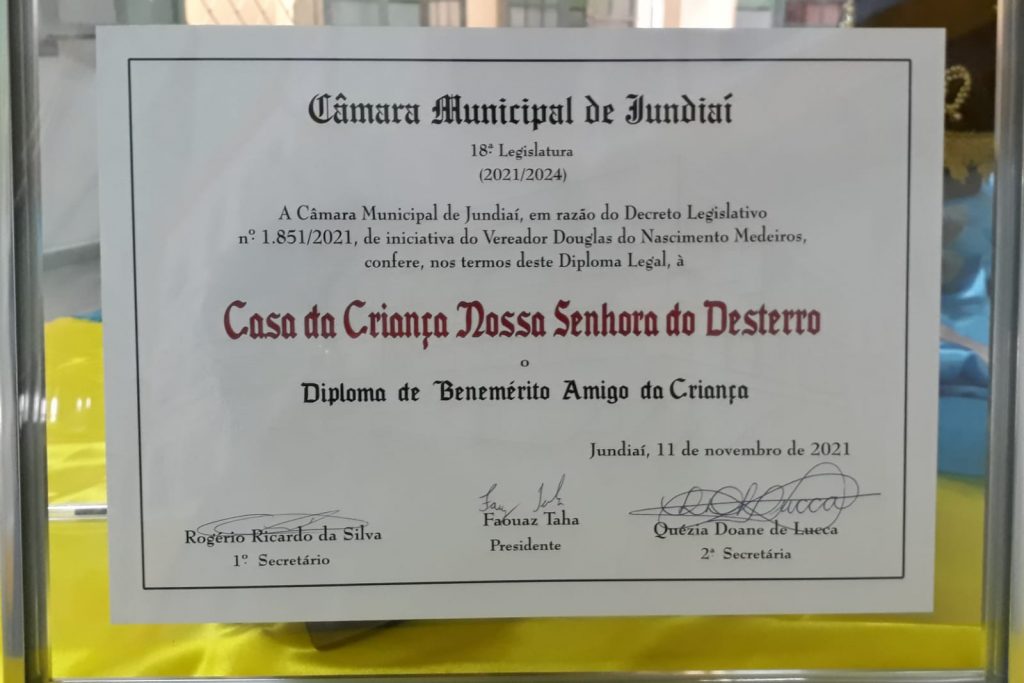 Câmara Municipal de Jundiaí
18ª Legislatura
(2021/2024)
A Câmara Municipal de Jundiaí, em razão do Decreto Legislativo
nº 1.851/2021, de iniciativa do Vereador Douglas do Nascimento Medeiros,
confere, nos termos deste Diploma Legal, à
Casa da Criança Nossa Senhora do Desterro
o
Diploma de Benemérito Amigo da Criança
Jundiaí, 11 de novembro de 2021
Rogério Ricardo da Silva
1º Secretário
Faouaz Taha
Presidente
Quézia Doane de Lucca
2ª Secretária